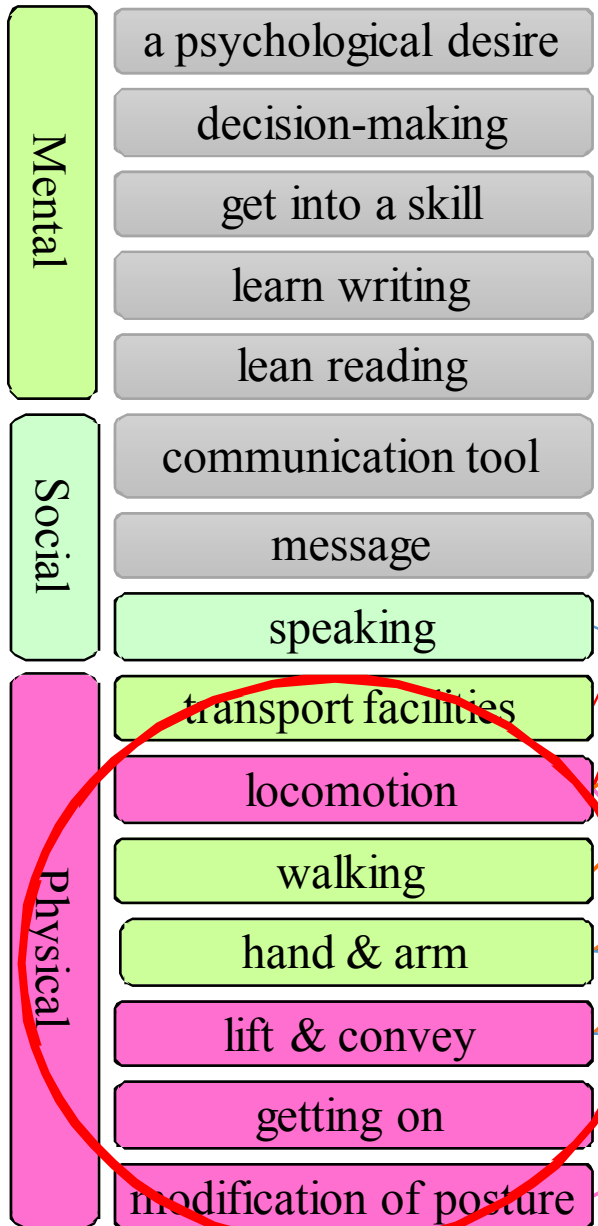 Mental
a psychological desire
decision-making
get into a skill
learn writing
lean reading
Social
communication tool
message
speaking
Physical
transport facilities
locomotion
walking
hand & arm
lift & convey
getting on
modification of posture